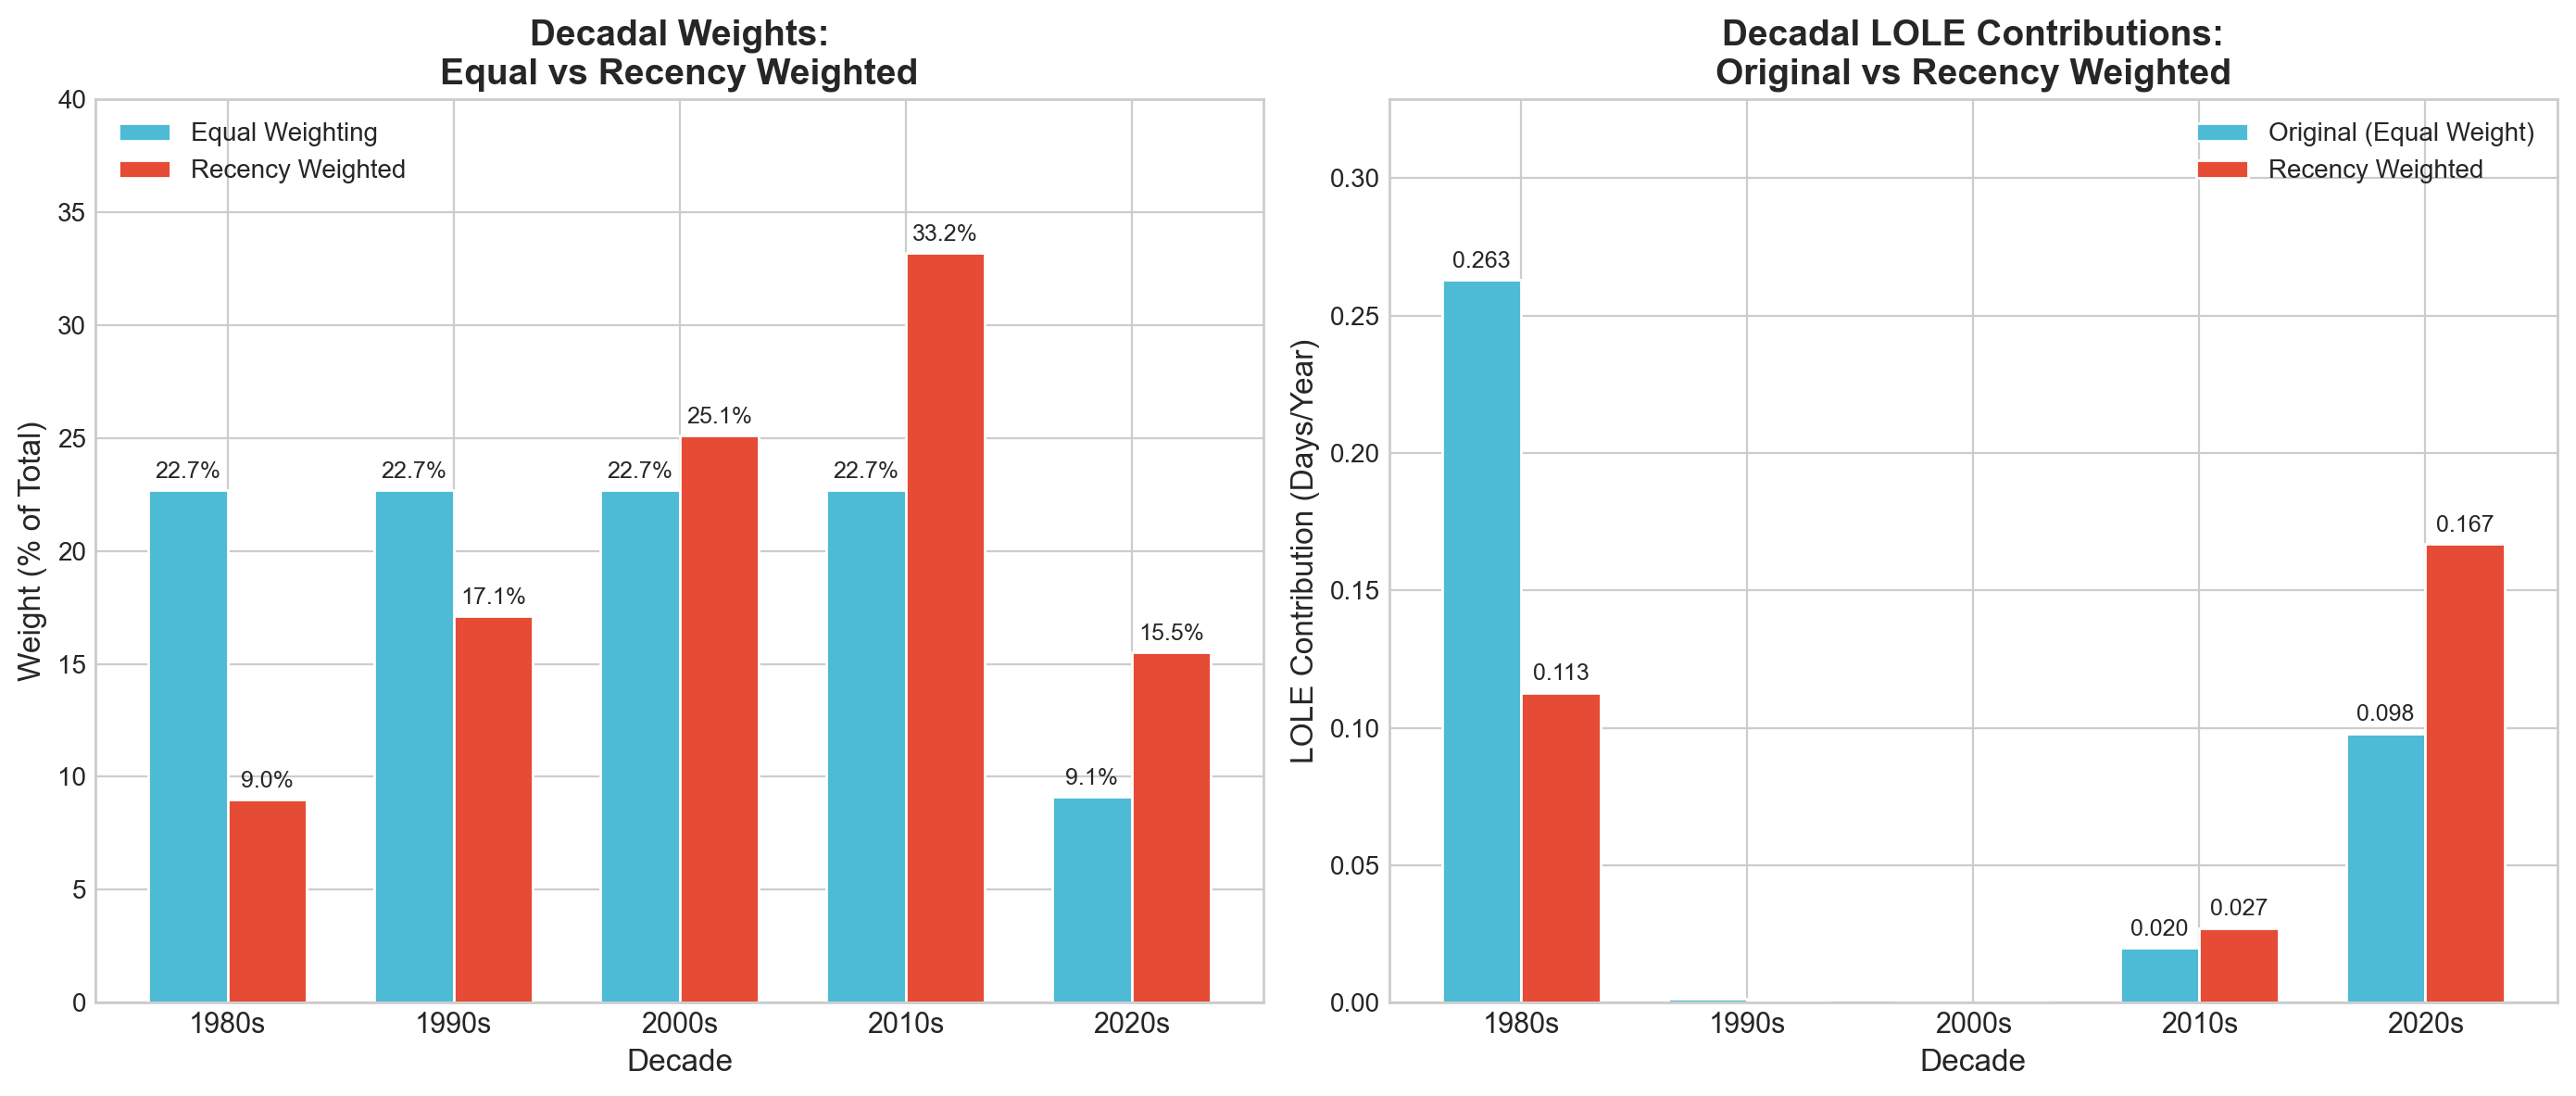 Decadal Weights:
Equal vs Recency Weighted
40
35
30
25
20
15
10
5
0
Weight (% of Total)
Equal Weighting
Recency Weighted
22.7%
9.0%
22.7%
17.1%
22.7%
25.1%
22.7%
33.2%
9.1%
15.5%
1980s
1990s
2000s
2010s
2020s
Decade
Decadal LOLE Contributions:
Original vs Recency Weighted
0.30
0.25
0.20
0.15
0.10
0.05
0.00
LOLE Contribution (Days/Year)
Original (Equal Weight)
Recency Weighted
0.263
0.113
0.020
0.027
0.098
0.167
1980s
1990s
2000s
2010s
2020s
Decade